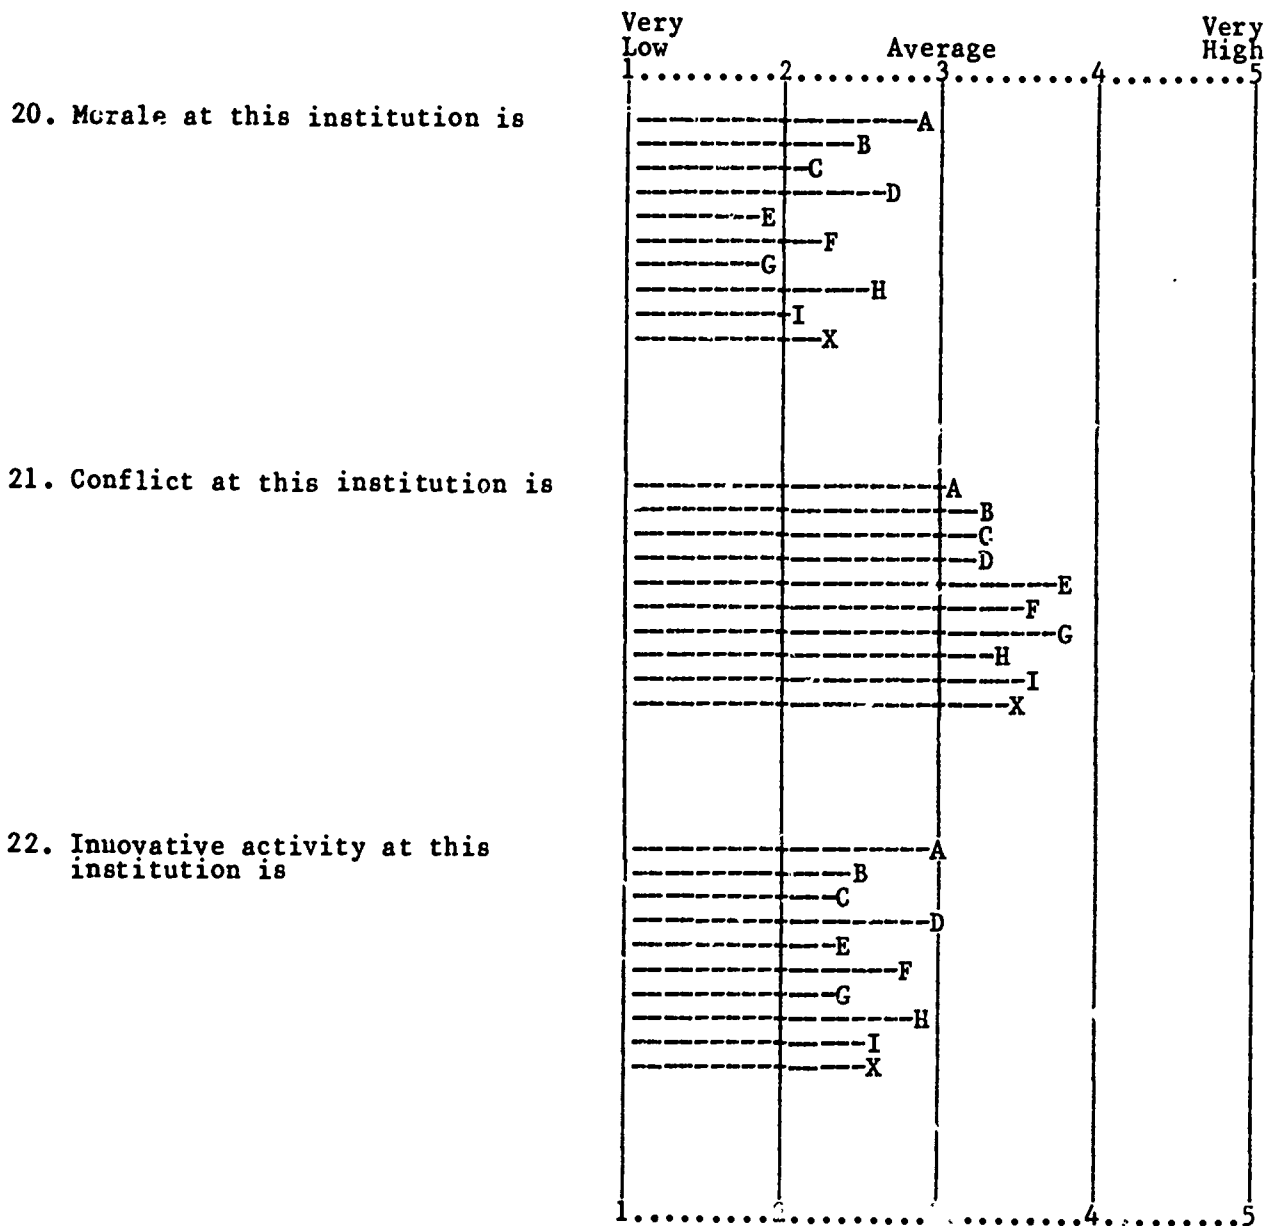 Very Very
Low Average High
1.........2.........3.........4.........5
20. Morale at this institution is
A
B
C
D
E
F
G
H
I
X
21. Conflict at this institution is
A
B
C
D
E
F
G
H
I
X
22. Innovative activity at this
institution is
A
B
C
D
E
F
G
H
I
X
1.........2...................4.........5